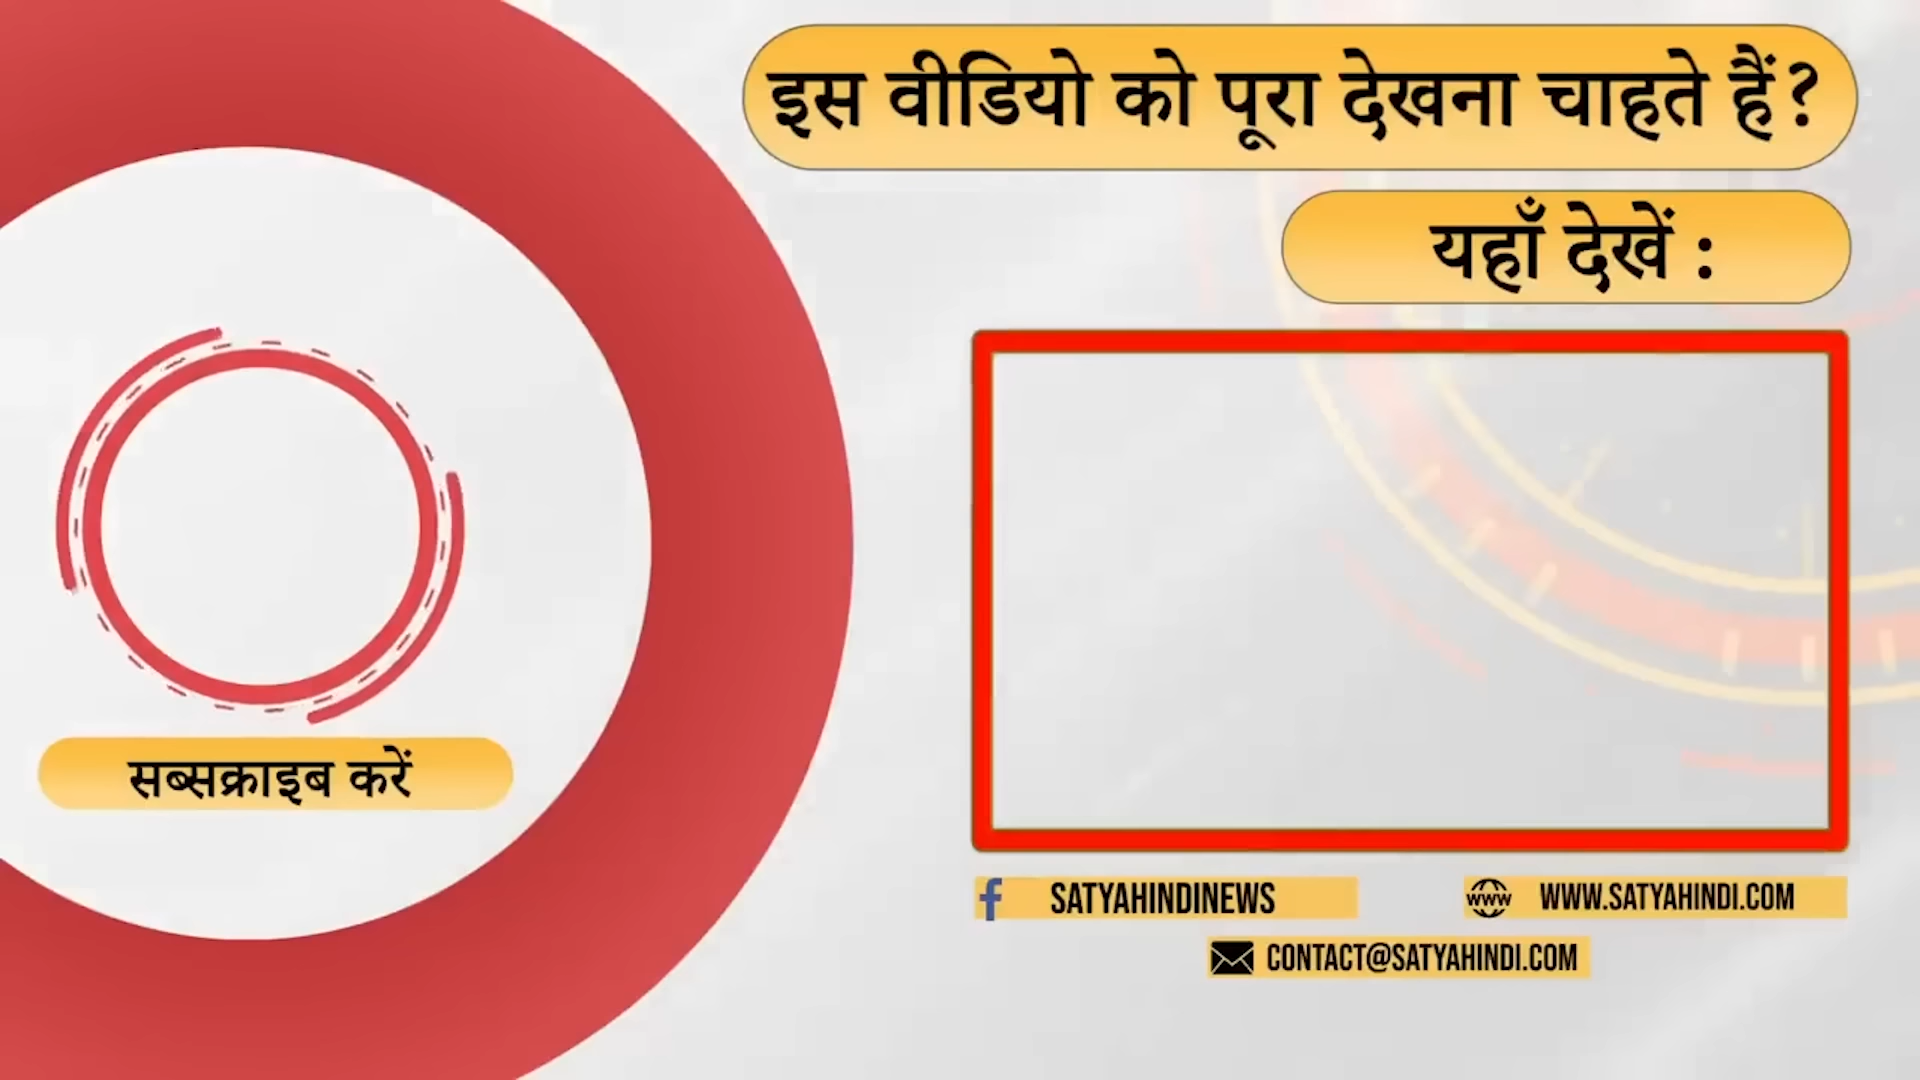 इस वीडियो को पूरा देखना चाहते हैं?
यहाँ देखें :
सब्सक्राइब करें
SATYAHINDINEWS
WWW.SATYAHINDI.COM
CONTACT@SATYAHINDI.COM